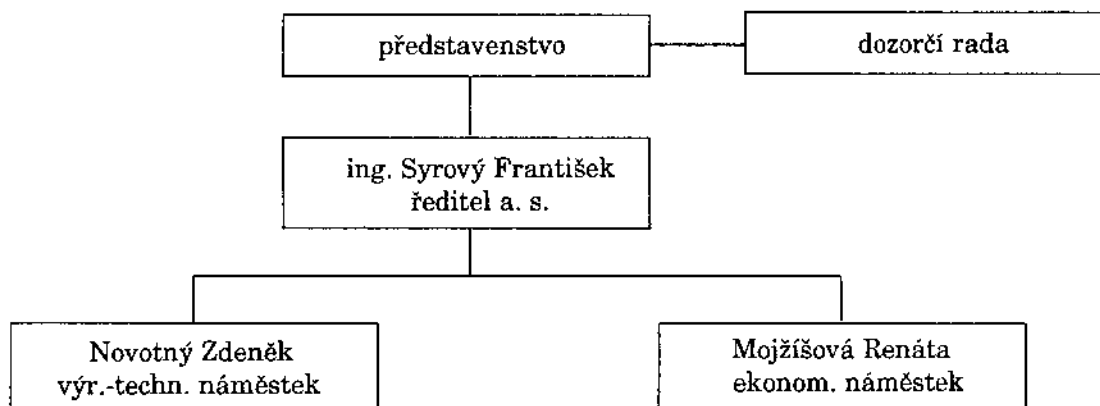 představenstvo
dozorčí rada
ing. Syrový František
ředitel a. s.
Novotný Zdeněk
výr.-techn. náměstek
Mojžíšová Renáta
ekonom. náměstek